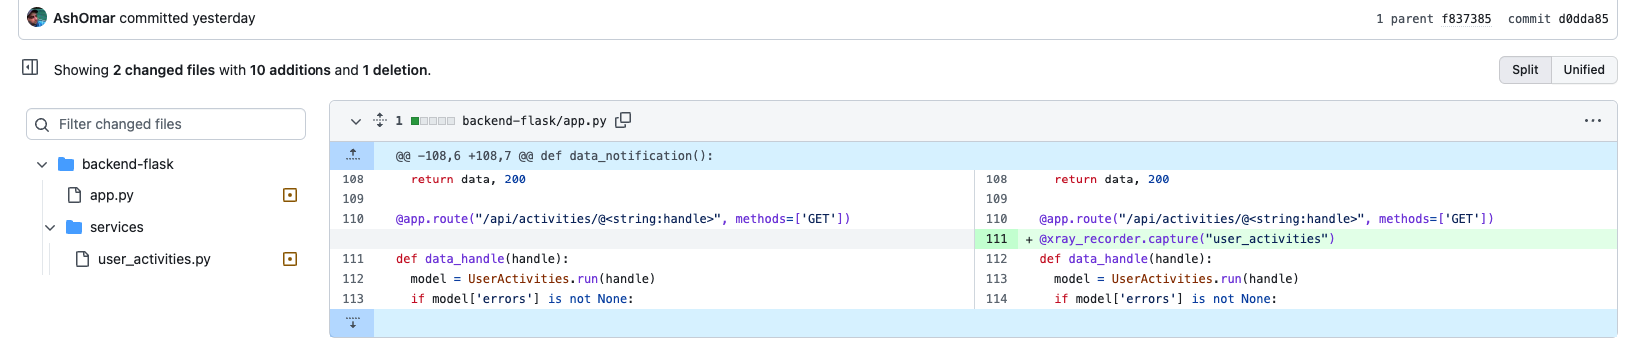 AshOmar committed yesterday
1 parent f837385 commit d0dda85
Showing 2 changed files with 10 additions and 1 deletion.
Split Unified
Filter changed files
backend-flask
app.py
services
user_activities.py
1 backend-flask/app.py
@@ -108,6 +108,7 @@ def data_notification():
108 return data, 200
109
110 @app.route("/api/activities/@<string:handle>", methods=['GET'])
111 def data_handle(handle):
112 model = UserActivities.run(handle)
113 if model['errors'] is not None:
108 return data, 200
109
110 @app.route("/api/activities/@<string:handle>", methods=['GET'])
111 + @xray_recorder.capture("user_activities")
112 def data_handle(handle):
113 model = UserActivities.run(handle)
114 if model['errors'] is not None: